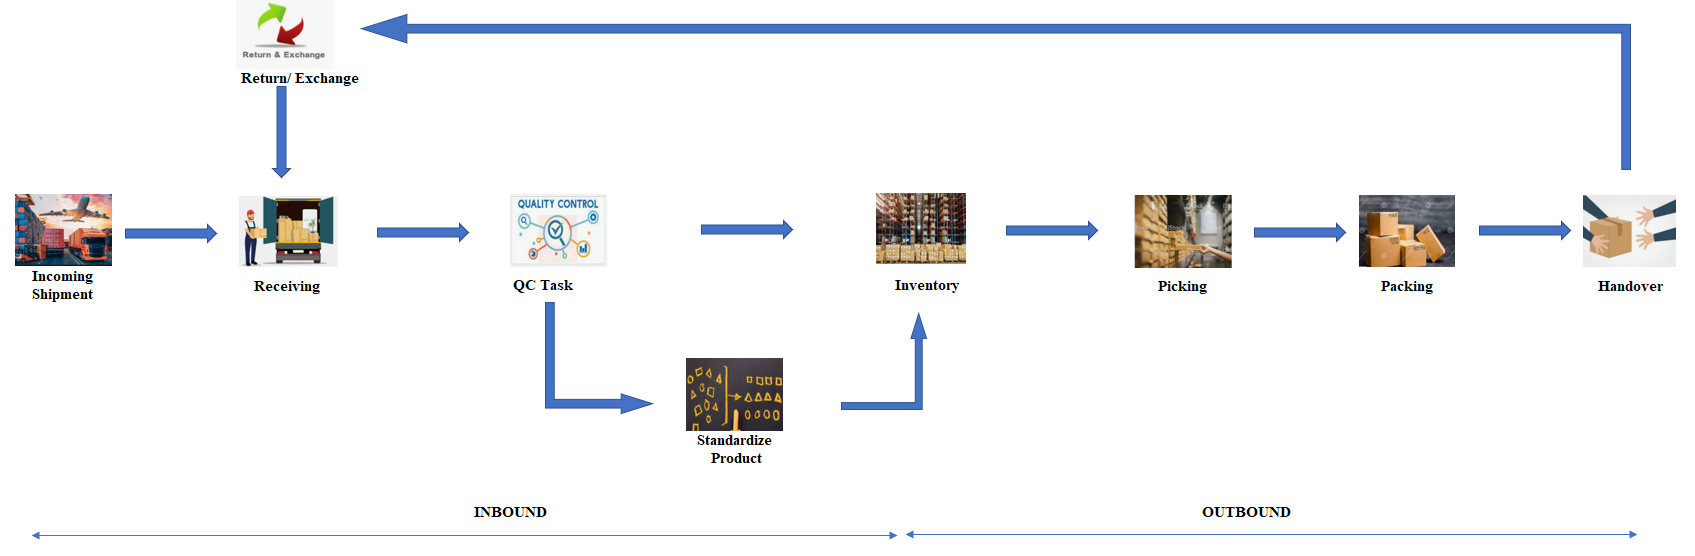 Return & Exchange
Return/ Exchange
QUALITY CONTROL
Incoming
Shipment
Receiving
QC Task
Inventory
Picking
Packing
Handover
Standardize
Product
INBOUND
OUTBOUND